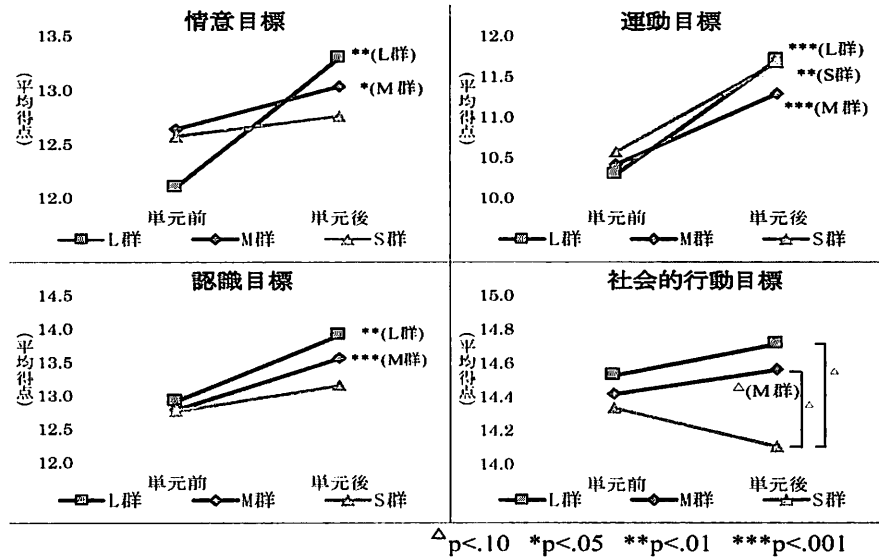 情意目標
13.5
13.0
12.5
12.0
(平均得点)
**(L群)
*(M群)
単元前 単元後
L群 M群 S群
運動目標
12.0
11.5
11.0
10.5
10.0
(平均得点)
***(L群)
**(S群)
***(M群)
単元前 単元後
L群 M群 S群
認識目標
14.5
14.0
13.5
13.0
12.5
12.0
(平均得点)
**(L群)
***(M群)
単元前 単元後
L群 M群 S群
社会的行動目標
15.0
14.8
14.6
14.4
14.2
14.0
(平均得点)
△(M群)
△
△
単元前 単元後
L群 M群 S群
△p<.10 *p<.05 **p<.01 ***p<.001